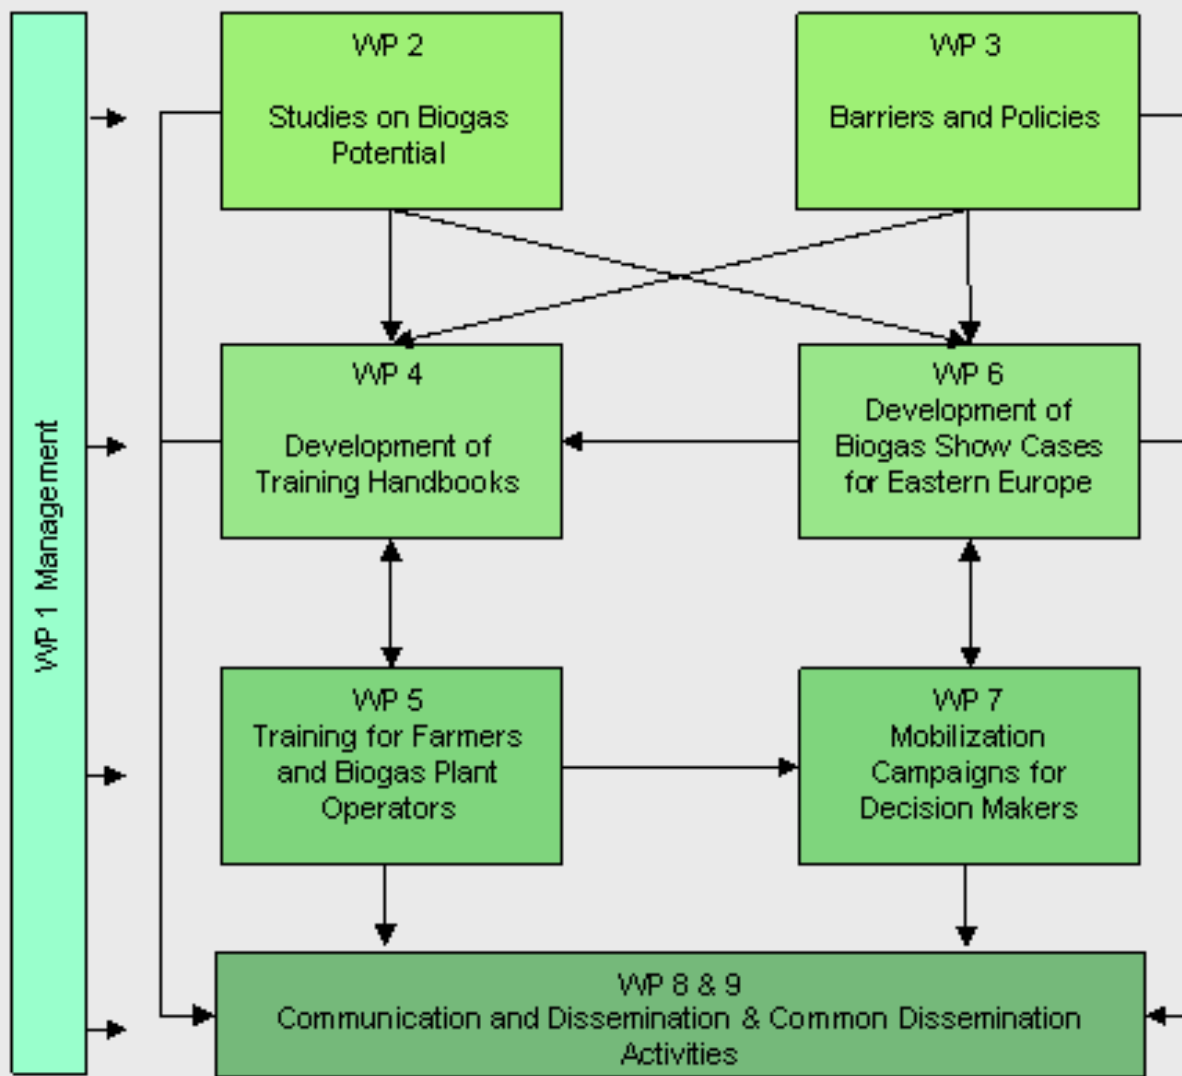 WP 1 Management
WP 2
Studies on Biogas
Potential
WP 3
Barriers and Policies
WP 4
Development of
Training Handbooks
WP 6
Development of
Biogas Show Cases
for Eastern Europe
WP 5
Training for Farmers
and Biogas Plant
Operators
WP 7
Mobilization
Campaigns for
Decision Makers
WP 8 & 9
Communication and Dissemination & Common Dissemination
Activities